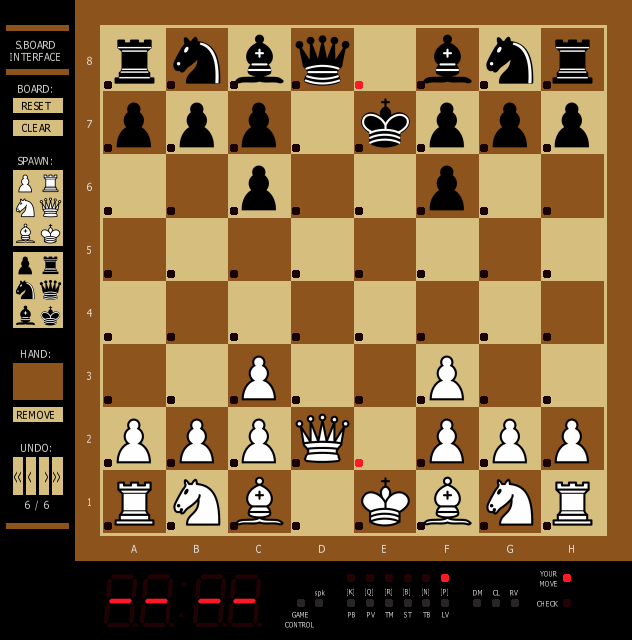 S.BOARD
INTERFACE
BOARD:
RESET
CLEAR
SPAWN:
HAND:
REMOVE
UNDO:
6 / 6
8
7
6
5
4
3
2
1
A B C D E F G H
-- --
spk
GAME
CONTROL
[K] [Q] [R] [B] [N] [P]
PB PV TM ST TB LV
DM CL RV
YOUR
MOVE
CHECK